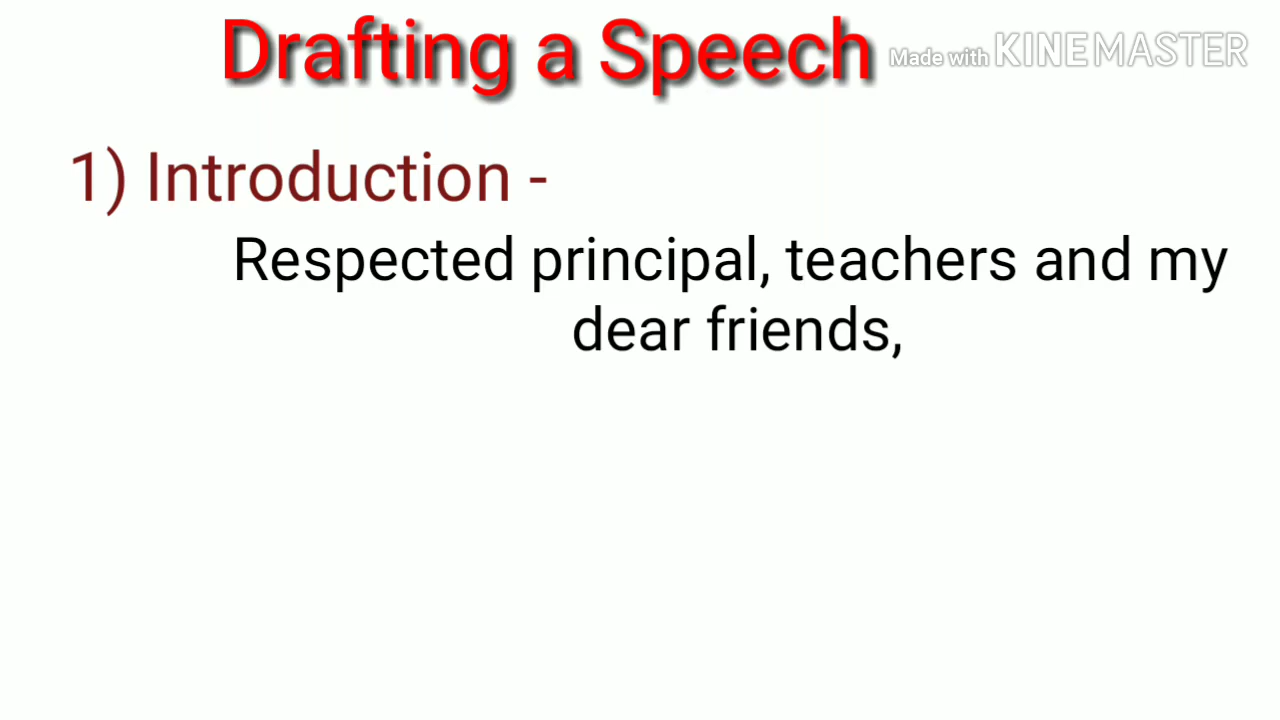 Drafting a Speech
Made with KINEMASTER
1) Introduction -
Respected principal, teachers and my
dear friends,